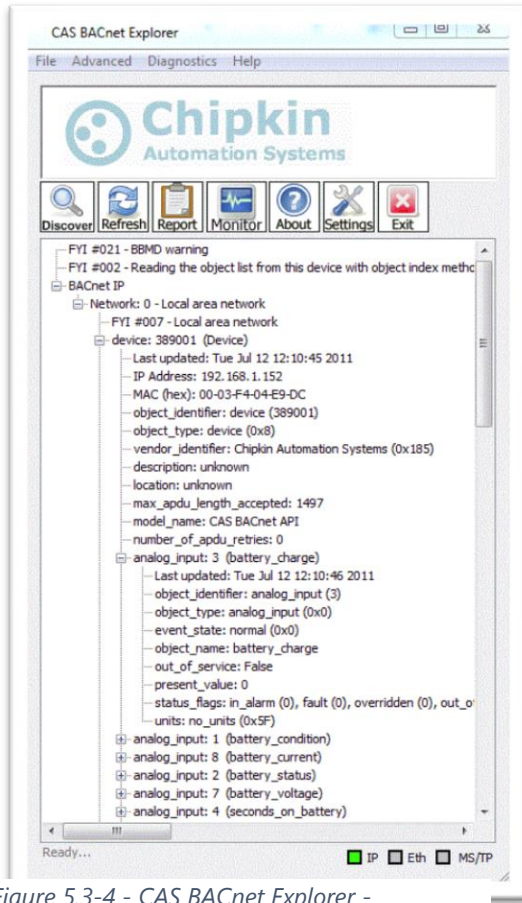 CAS BACnet Explorer
File Advanced Diagnostics Help
Chipkin
Automation Systems
Discover Refresh Report Monitor About Settings Exit
FYI #021 - BBMD warning
FYI #002 - Reading the object list from this device with object index metho
BACnet IP
Network: 0 - Local area network
FYI #007 - Local area network
device: 389001 (Device)
Last updated: Tue Jul 12 12:10:45 2011
IP Address: 192.168.1.152
MAC (hex): 00-03-F4-04-E9-DC
object_identifier: device (389001)
object_type: device (0x8)
vendor_identifier: Chipkin Automation Systems (0x185)
description: unknown
location: unknown
max_apdu_length_accepted: 1497
model_name: CAS BACnet API
number_of_apdu_retries: 0
analog_input: 3 (battery_charge)
Last updated: Tue Jul 12 12:10:46 2011
object_identifier: analog_input (3)
object_type: analog_input (0x0)
event_state: normal (0x0)
object_name: battery_charge
out_of_service: False
present_value: 0
status_flags: in_alarm (0), fault (0), overridden (0), out_o
units: no_units (0x5F)
analog_input: 1 (battery_condition)
analog_input: 8 (battery_current)
analog_input: 2 (battery_status)
analog_input: 7 (battery_voltage)
analog_input: 4 (seconds_on_battery)
Ready... IP Eth MS/TP
Figure 5.3-4 - CAS BACnet Explorer -